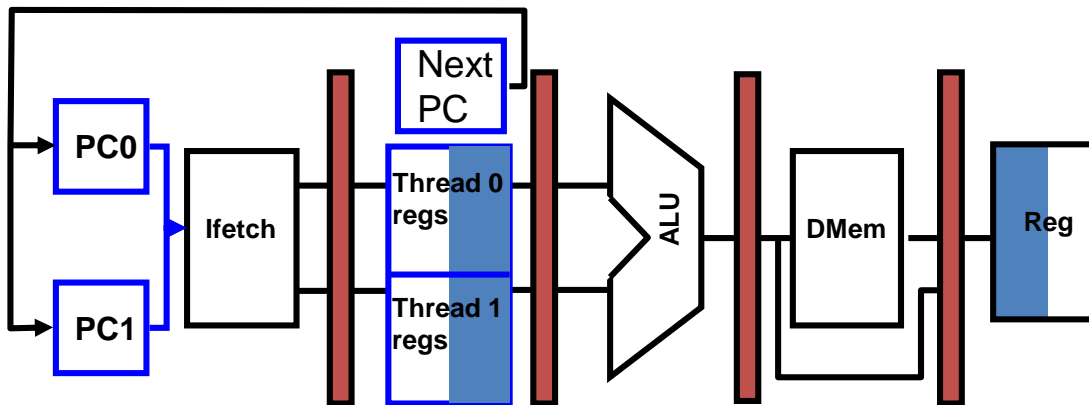 Next
PC
PC0
Thread 0
regs
Ifetch
ALU
DMem
Reg
PC1
Thread 1
regs